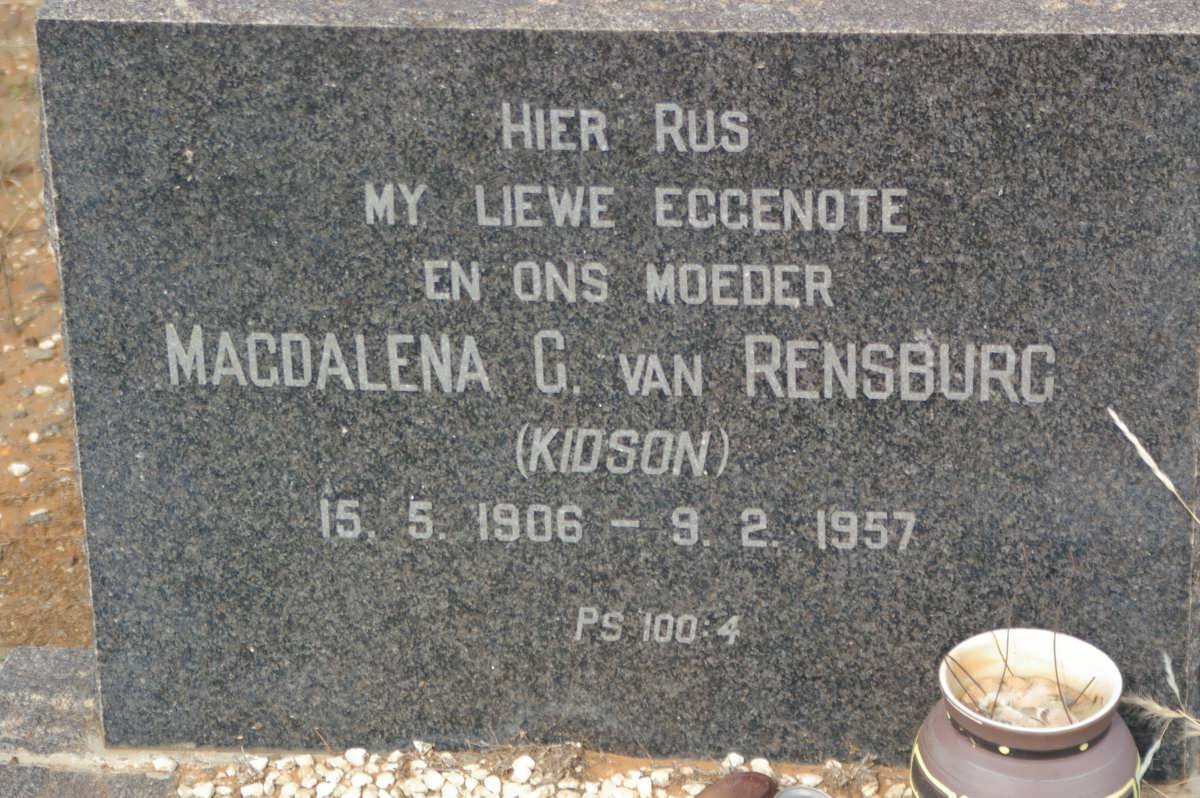 HIER RUS
MY LIEWE EGGENOTE
EN ONS MOEDER
MAGDALENA G. VAN RENSBURG
(KIDSON)
15. 5. 1906 – 9. 2. 1957
PS 100:4